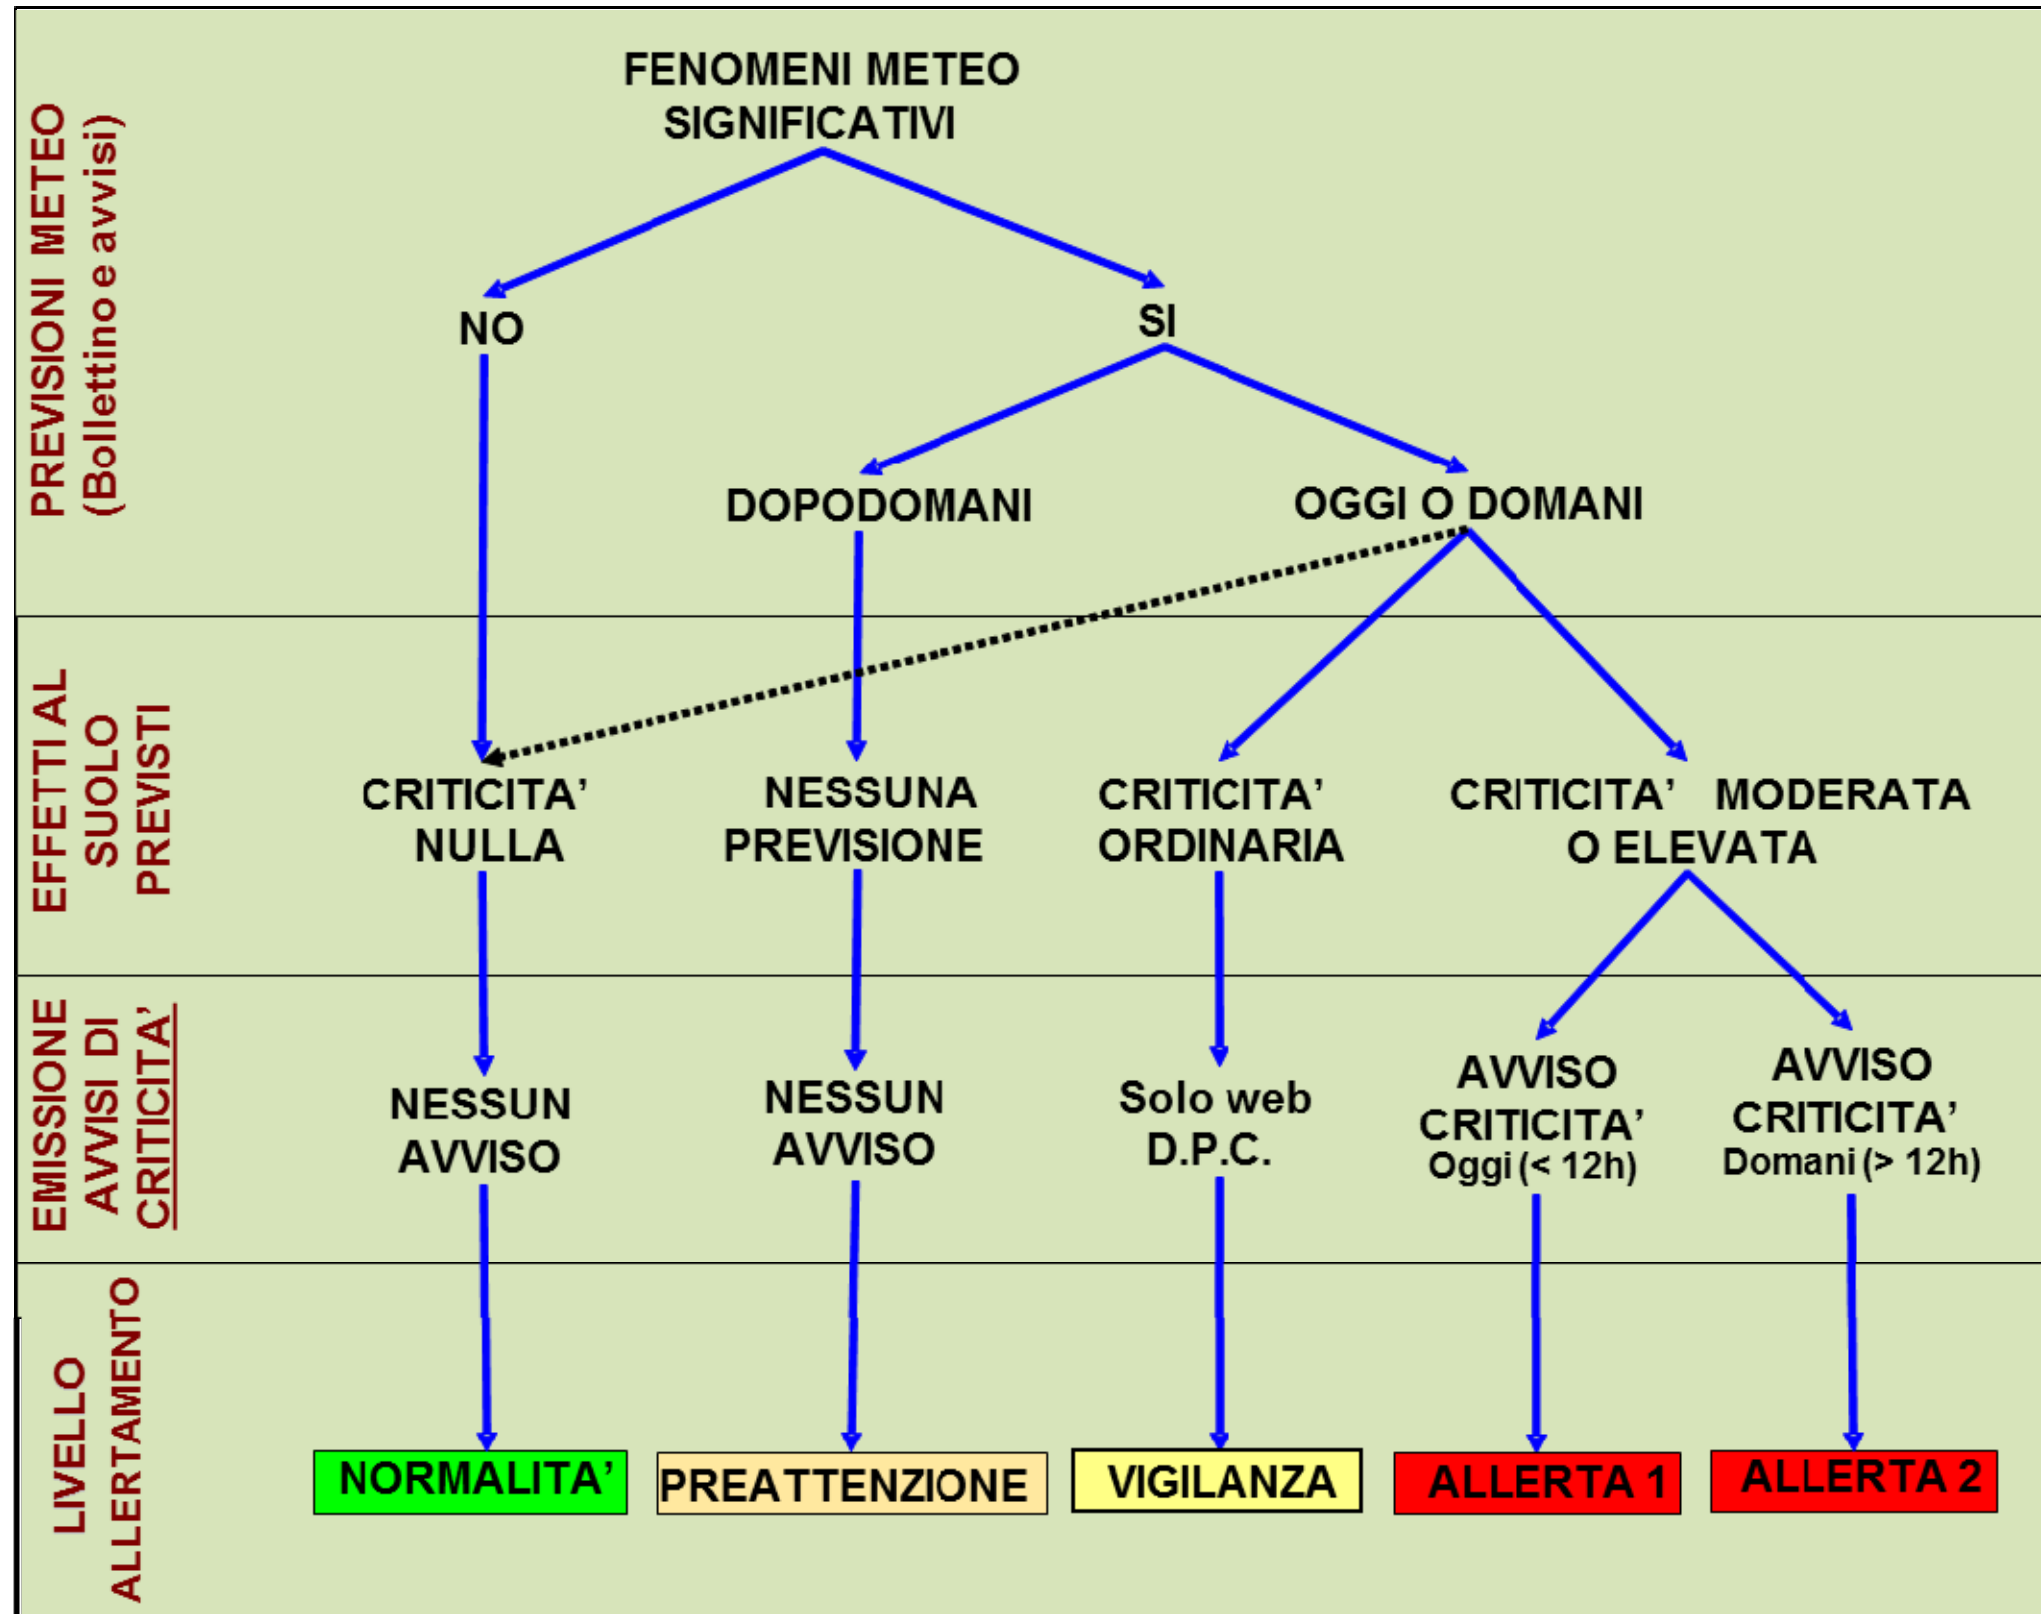 PREVISIONI METEO
(Bollettino e avvisi)
FENOMENI METEO
SIGNIFICATIVI
NO
SI
DOPODOMANI
OGGI O DOMANI
EFFETTI AL
SUOLO
PREVISTI
CRITICITA’
NULLA
NESSUNA
PREVISIONE
CRITICITA’
ORDINARIA
CRITICITA’ MODERATA
O ELEVATA
EMISSIONE
AVVISI DI
CRITICITA’
NESSUN
AVVISO
NESSUN
AVVISO
Solo web
D.P.C.
AVVISO
CRITICITA’
Oggi (< 12h)
AVVISO
CRITICITA’
Domani (> 12h)
LIVELLO
ALLERTAMENTO
NORMALITA’
PREATTENZIONE
VIGILANZA
ALLERTA 1
ALLERTA 2